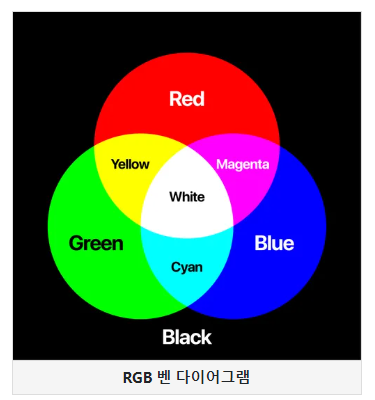 Red
Yellow
Magenta
White
Green
Blue
Cyan
Black
RGB 벤 다이어그램